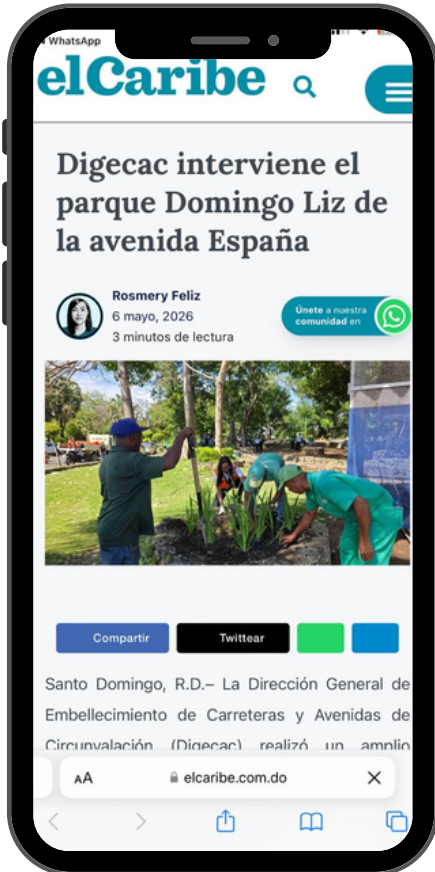 WhatsApp
elCaribe
Digecac interviene el
parque Domingo Liz de
la avenida España
Rosmery Feliz
6 mayo, 2026
3 minutos de lectura
Únete a nuestra
comunidad en
Compartir
Twittear
Santo Domingo, R.D.– La Dirección General de
Embellecimiento de Carreteras y Avenidas de
Circunvalación (Digecac) realizó un amplio
AA
elcaribe.com.do